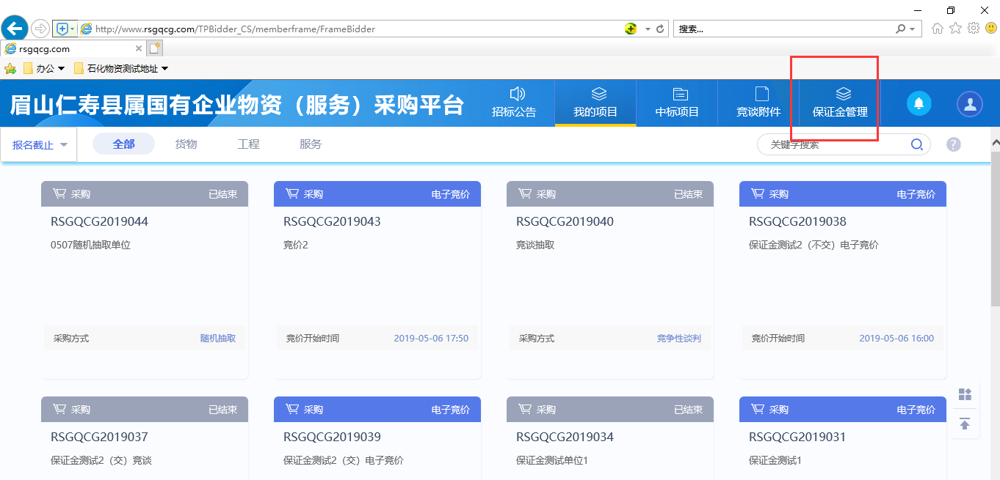 http://www.rsgqcg.com/TPBidder_CS/memberframe/FrameBidder
搜索...
rsgqcg.com
办公
石化物资测试地址
眉山仁寿县属国有企业物资（服务）采购平台
招标公告
我的项目
中标项目
竞谈附件
保证金管理
报名截止
全部
货物
工程
服务
关键字搜索
?
采购 已结束
采购 电子竞价
采购 已结束
采购 电子竞价
RSGQCG2019044
RSGQCG2019043
RSGQCG2019040
RSGQCG2019038
0507随机抽取单位
竞价2
竞谈抽取
保证金测试2（不交）电子竞价
采购方式 随机抽取
竞价开始时间 2019-05-06 17:50
采购方式 竞争性谈判
竞价开始时间 2019-05-06 16:00
采购 已结束
采购 电子竞价
采购 已结束
采购 电子竞价
RSGQCG2019037
RSGQCG2019039
RSGQCG2019034
RSGQCG2019031
保证金测试2（交）竞谈
保证金测试2（交）电子竞价
保证金测试单位1
保证金测试1